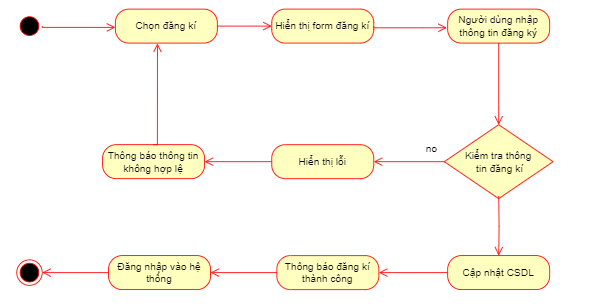 Chọn đăng kí
Hiển thị form đăng kí
Người dùng nhập
thông tin đăng ký
no
Kiểm tra thông
tin đăng kí
Hiển lỗi
Thông báo thông tin
không hợp lệ
Cập nhật CSDL
Thông báo đăng kí
thành công
Đăng nhập vào hệ
thống